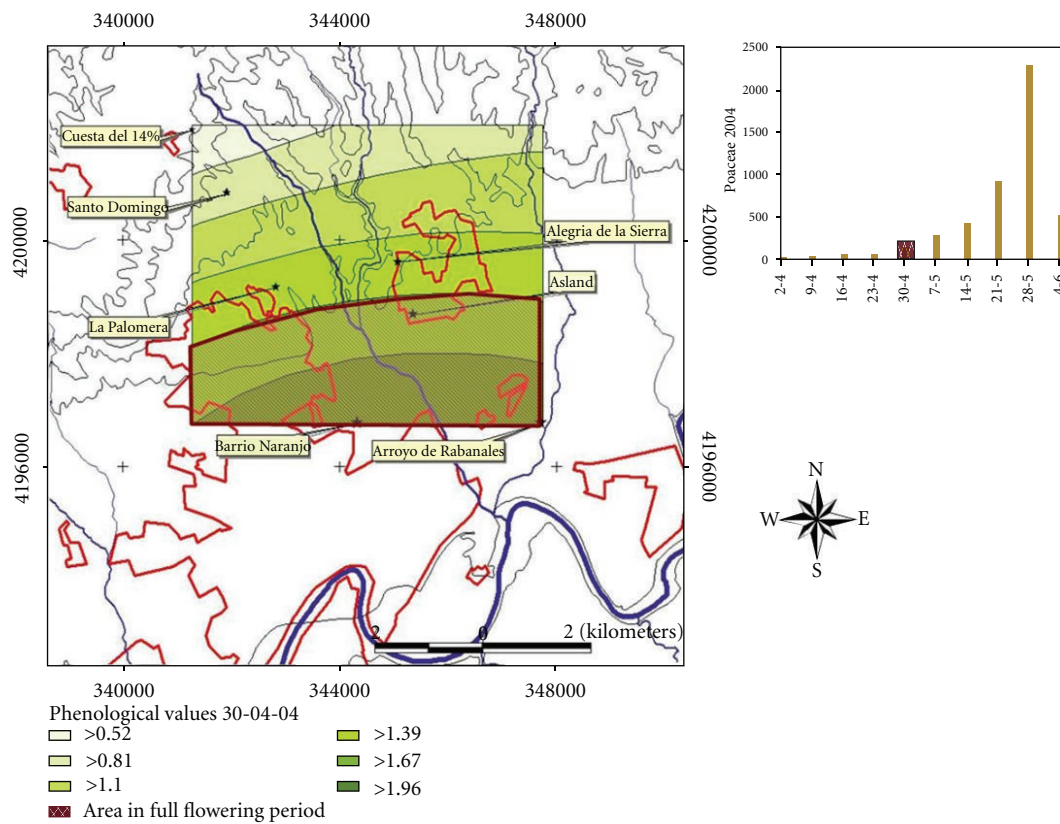 340000 344000 348000
Cuesta del 14%
Santo Domingo
Alegria de la Sierra
Asland
La Palomera
Barrio Naranjo
Arroyo de Rabanales
4200000
4196000
4200000
4196000
2 0 2 (kilometers)
340000 344000 348000
Phenological values 30-04-04
>0.52
>0.81
>1.1
>1.39
>1.67
>1.96
Area in full flowering period
Poaceae 2004
2500
2000
1500
1000
500
0
2-4 9-4 16-4 23-4 30-4 7-5 14-5 21-5 28-5 4-6
N
W E
S